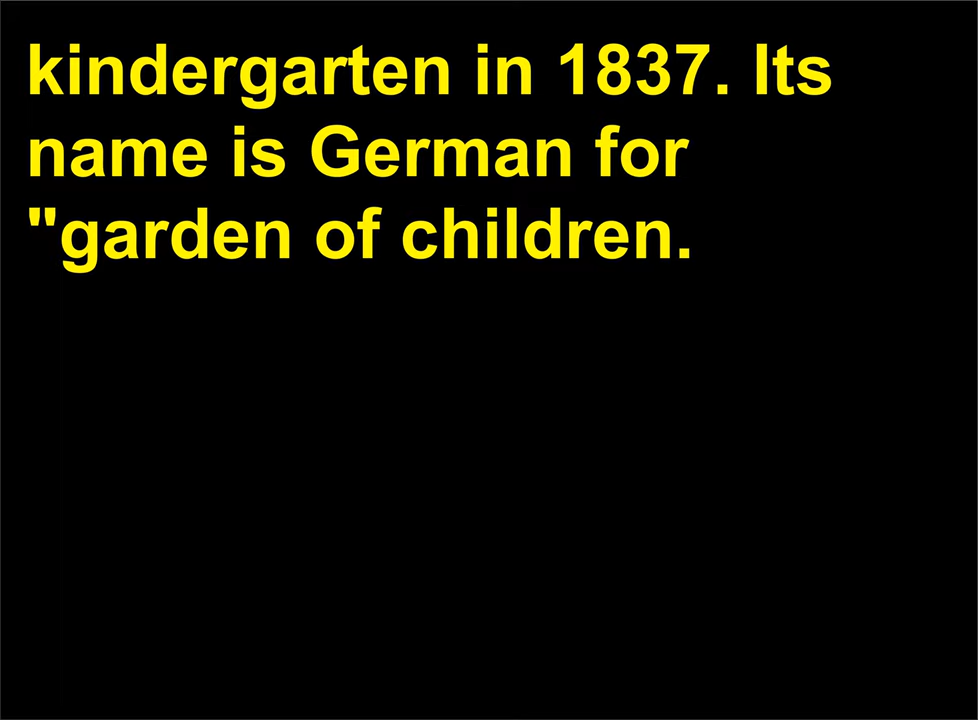 kindergarten in 1837. Its
name is German for
"garden of children.